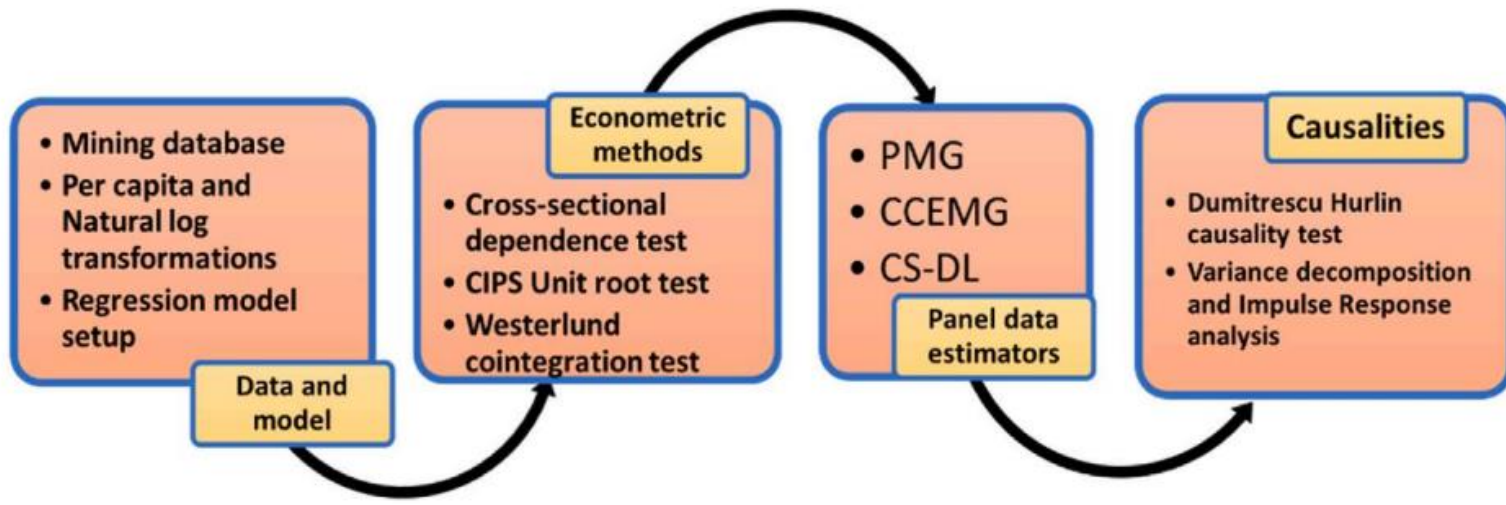 • Mining database
• Per capita and
Natural log
transformations
• Regression model
setup
Data and
model
Econometric
methods
• Cross-sectional
dependence test
• CIPS Unit root test
• Westerlund
cointegration test
• PMG
• CCEMG
• CS-DL
Panel data
estimators
Causalities
• Dumitrescu Hurlin
causality test
• Variance decomposition
and Impulse Response
analysis